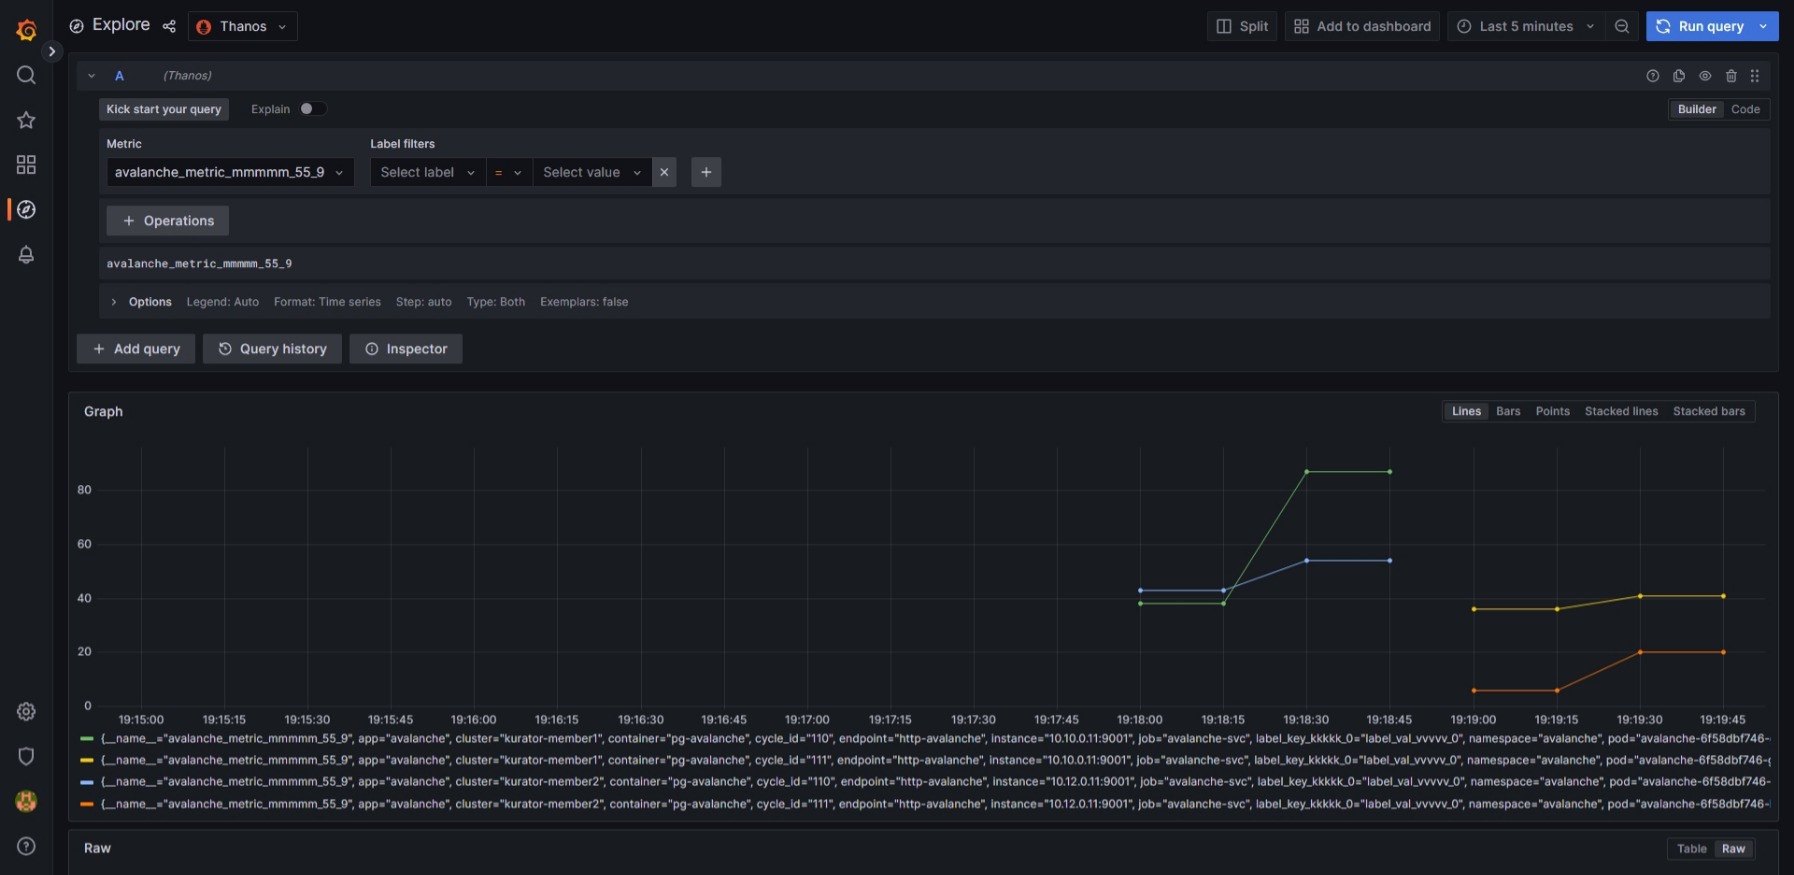 Explore Thanos Split Add to dashboard Last 5 minutes Run query
A (Thanos)
Kick start your query Explain Builder Code
Metric Label filters
avalanche_metric_mmmmm_55_9 Select label = Select value × +
+ Operations
avalanche_metric_mmmmm_55_9
Options Legend: Auto Format: Time series Step: auto Type: Both Exemplars: false
+ Add query Query history Inspector
Graph Lines Bars Points Stacked lines Stacked bars
80
60
40
20
0
19:15:00 19:15:15 19:15:30 19:15:45 19:16:00 19:16:15 19:16:30 19:16:45 19:17:00 19:17:15 19:17:30 19:17:45 19:18:00 19:18:15 19:18:30 19:18:45 19:19:00 19:19:15 19:19:30 19:19:45
{__name__="avalanche_metric_mmmmm_55_9", app="avalanche", cluster="kurator-member1", container="pg-avalanche", cycle_id="110", endpoint="http-avalanche", instance="10.10.0.11:9001", job="avalanche-svc", label_key_kkkkk_0="label_val_vvvvv_0", namespace="avalanche", pod="avalanche-6f58dbf746-
{__name__="avalanche_metric_mmmmm_55_9", app="avalanche", cluster="kurator-member1", container="pg-avalanche", cycle_id="111", endpoint="http-avalanche", instance="10.10.0.11:9001", job="avalanche-svc", label_key_kkkkk_0="label_val_vvvvv_0", namespace="avalanche", pod="avalanche-6f58dbf746-
{__name__="avalanche_metric_mmmmm_55_9", app="avalanche", cluster="kurator-member2", container="pg-avalanche", cycle_id="110", endpoint="http-avalanche", instance="10.12.0.11:9001", job="avalanche-svc", label_key_kkkkk_0="label_val_vvvvv_0", namespace="avalanche", pod="avalanche-6f58dbf746-
{__name__="avalanche_metric_mmmmm_55_9", app="avalanche", cluster="kurator-member2", container="pg-avalanche", cycle_id="111", endpoint="http-avalanche", instance="10.12.0.11:9001", job="avalanche-svc", label_key_kkkkk_0="label_val_vvvvv_0", namespace="avalanche", pod="avalanche-6f58dbf746-
Raw Table Raw